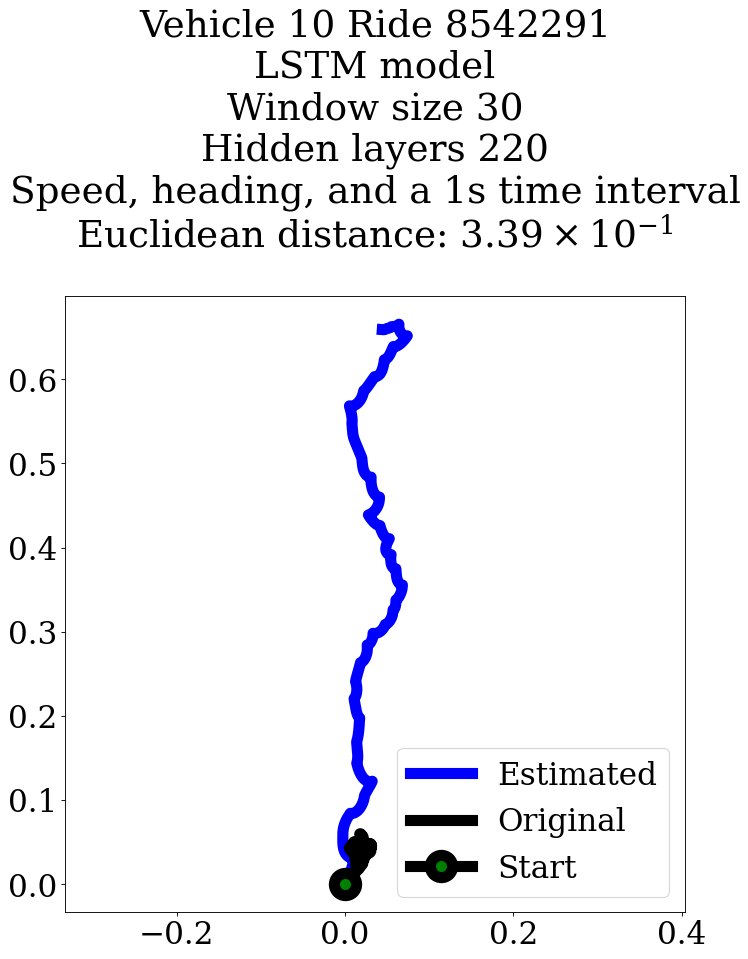 Vehicle 10 Ride 8542291
LSTM model
Window size 30
Hidden layers 220
Speed, heading, and a 1s time interval
Euclidean distance: 3.39 × 10⁻¹
0.6
0.5
0.4
0.3
0.2
0.1
0.0
Estimated
Original
Start
−0.2
0.0
0.2
0.4